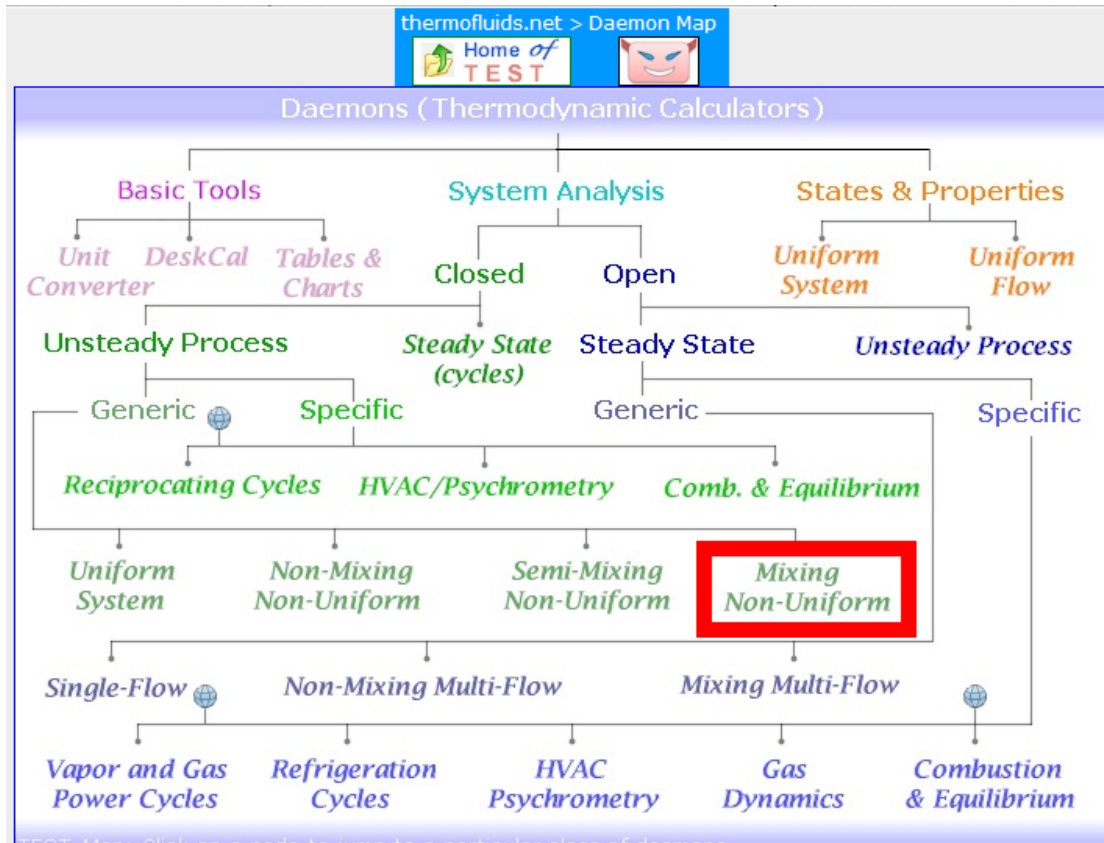 thermofluids.net > Daemon Map
Home of
TEST
Daemons (Thermodynamic Calculators)
Basic Tools
System Analysis
States & Properties
Unit
Converter
DeskCal
Tables &
Charts
Closed
Open
Uniform
System
Uniform
Flow
Unsteady Process
Steady State
(cycles)
Steady State
Unsteady Process
Generic
Specific
Generic
Specific
Reciprocating Cycles
HVAC/Psychrometry
Comb. & Equilibrium
Uniform
System
Non-Mixing
Non-Uniform
Semi-Mixing
Non-Uniform
Mixing
Non-Uniform
Single-Flow
Non-Mixing Multi-Flow
Mixing Multi-Flow
Vapor and Gas
Power Cycles
Refrigeration
Cycles
HVAC
Psychrometry
Gas
Dynamics
Combustion
& Equilibrium